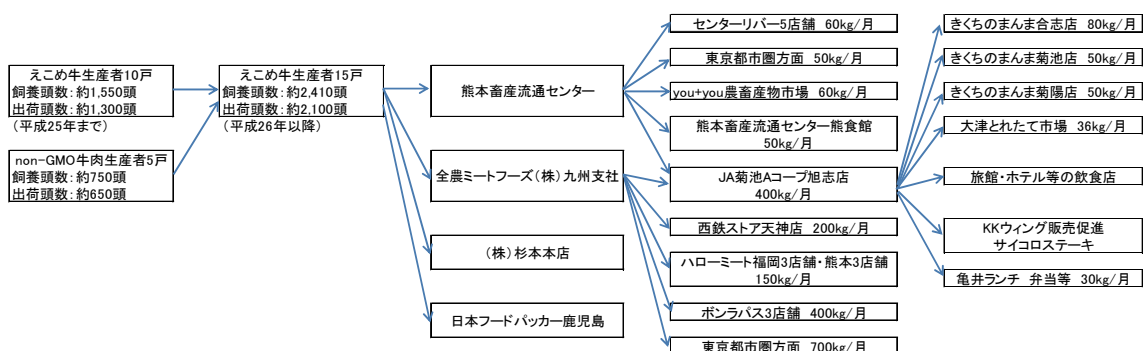 えこめ牛生産者10戸
飼養頭数：約1,550頭
出荷頭数：約1,300頭
（平成25年まで）
non-GMO牛肉生産者5戸
飼養頭数：約750頭
出荷頭数：約650頭
えこめ牛生産者15戸
飼養頭数：約2,410頭
出荷頭数：約2,100頭
（平成26年以降）
熊本畜産流通センター
全農ミートフーズ（株）九州支社
（株）杉本本店
日本フードパッカー鹿児島
センターリバー5店舗 60kg/月
東京都市圏方面 50kg/月
you+you農畜産物市場 60kg/月
熊本畜産流通センター熊食館
50kg/月
JA菊池Aコープ旭志店
400kg/月
西鉄ストア天神店 200kg/月
ハローミート福岡3店舗・熊本3店舗
150kg/月
ボンラパス3店舗 400kg/月
東京都市圏方面 700kg/月
きくちのまんま合志店 80kg/月
きくちのまんま菊池店 50kg/月
きくちのまんま菊陽店 50kg/月
大津とれたて市場 36kg/月
旅館・ホテル等の飲食店
KKウィング販売促進
サイコロステーキ
亀井ランチ 弁当等 30kg/月